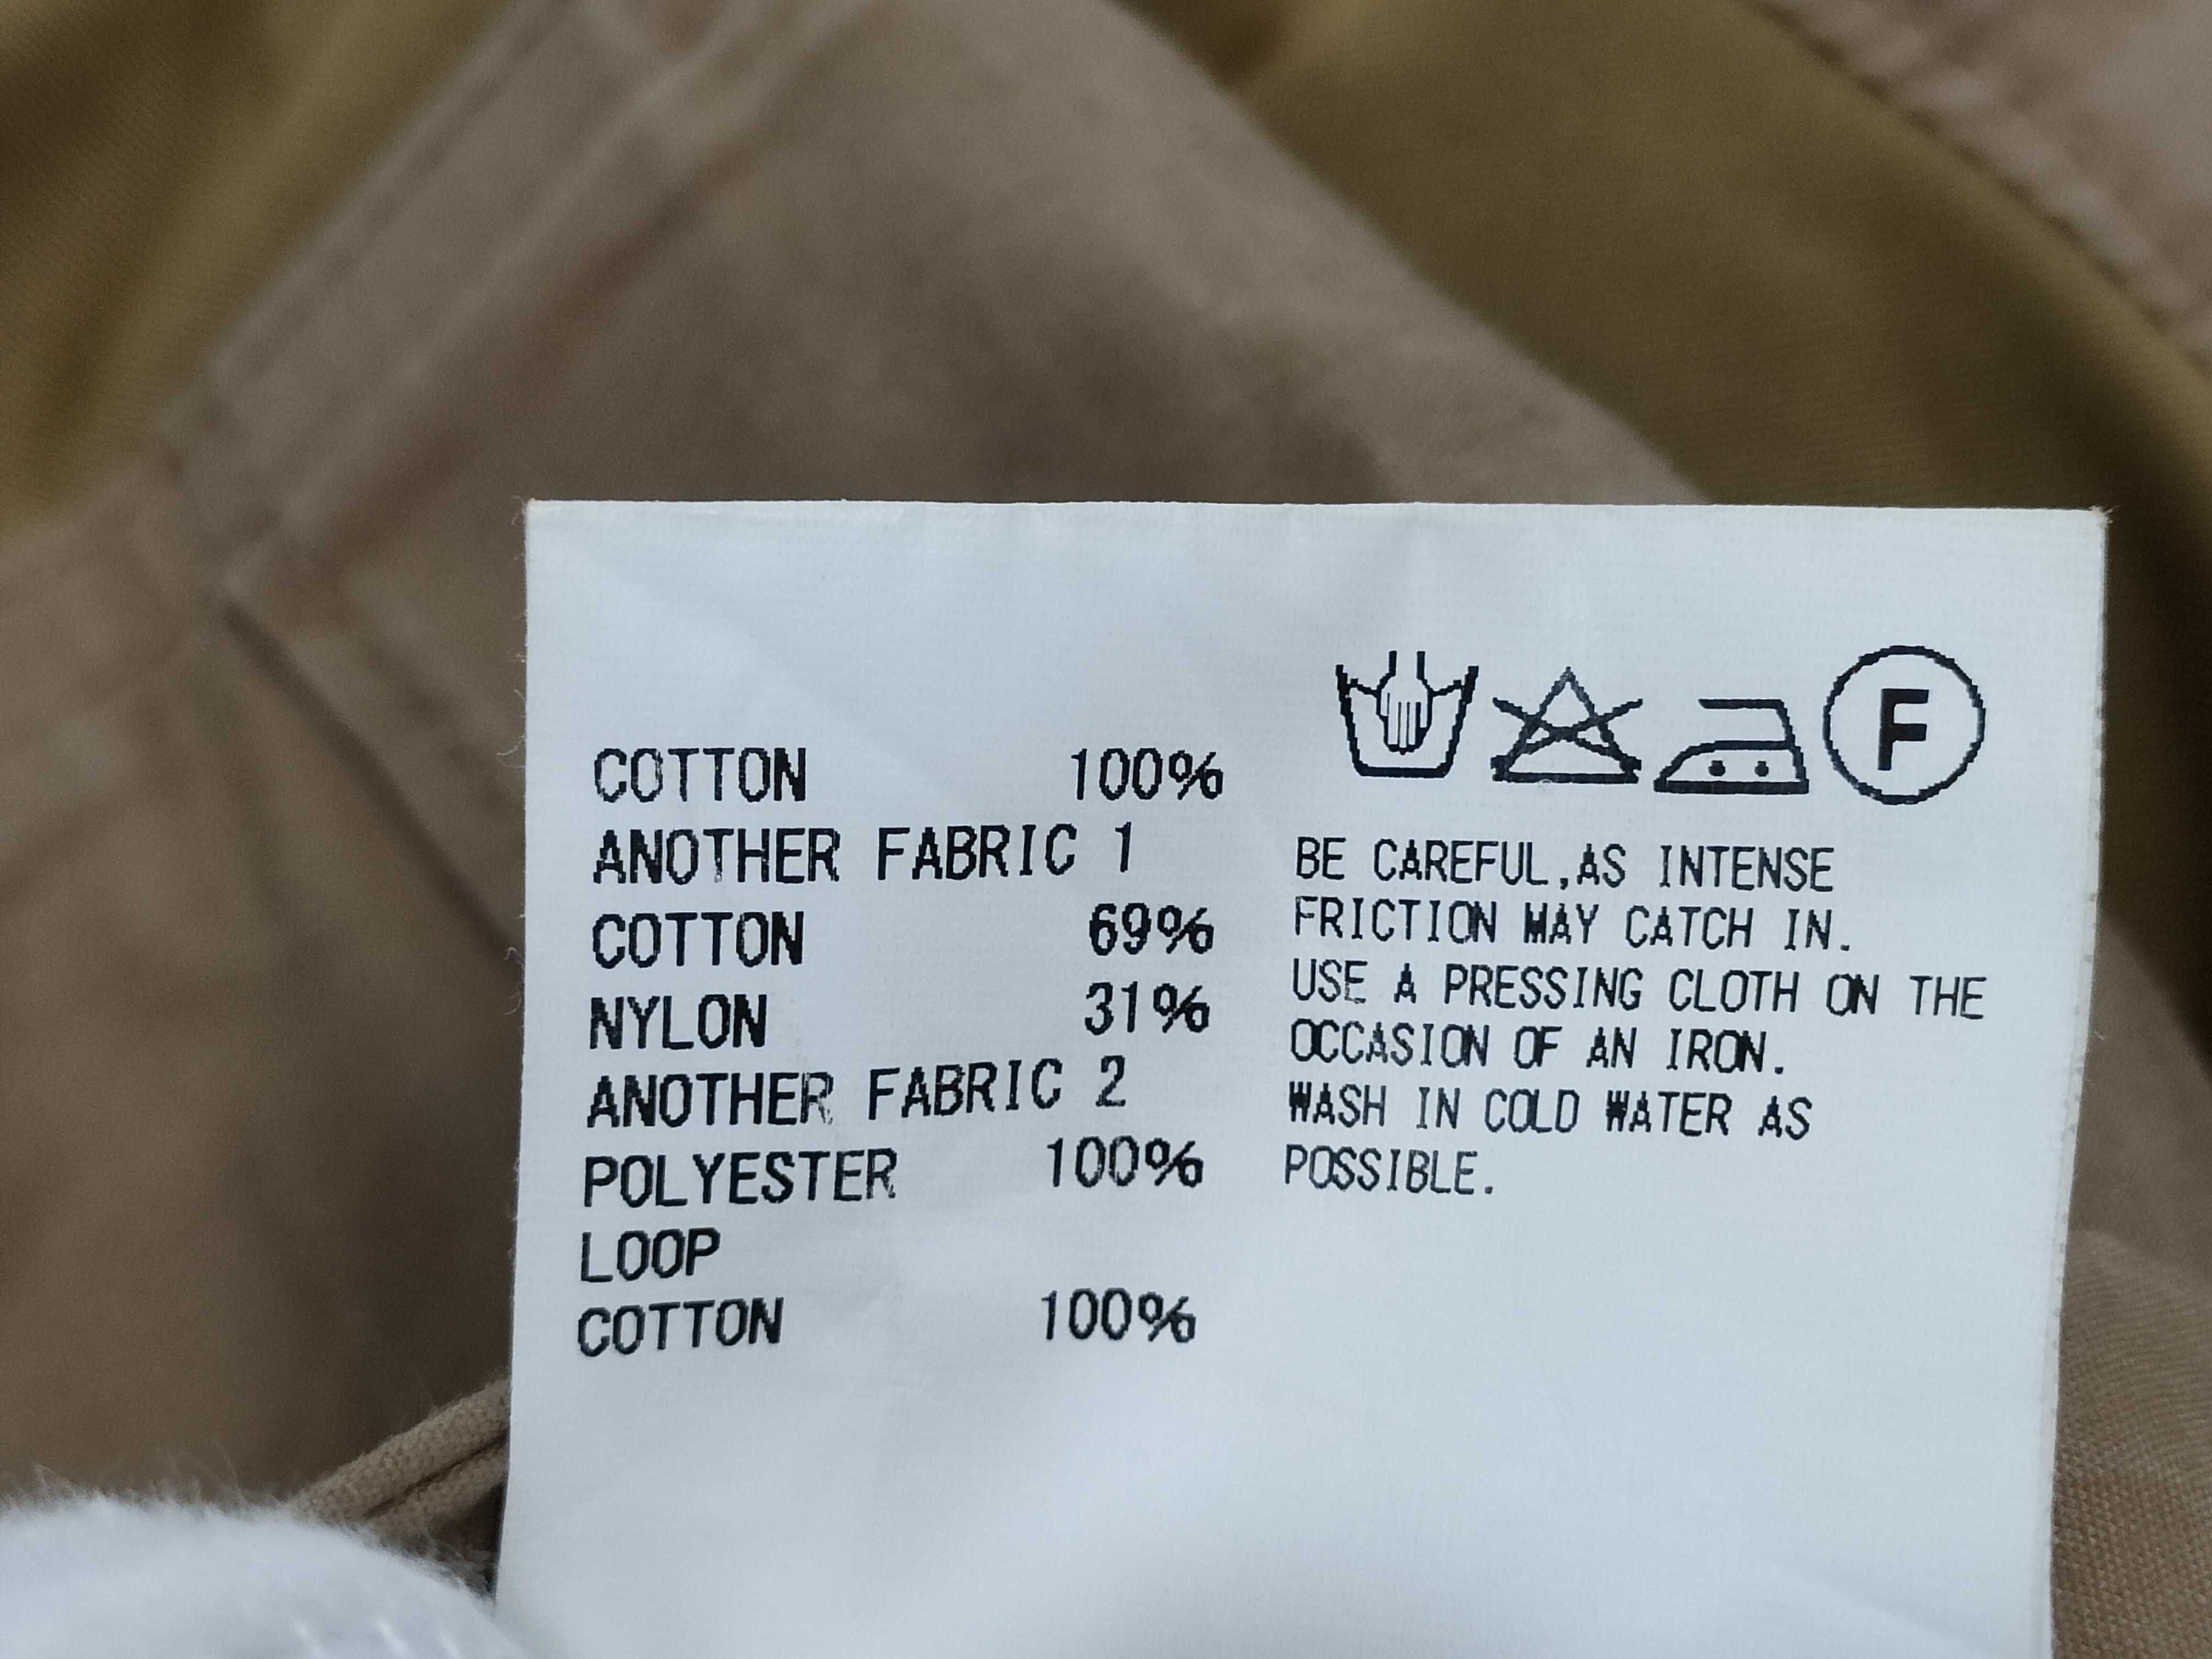 COTTON 100%
ANOTHER FABRIC 1
COTTON 69%
NYLON 31%
ANOTHER FABRIC 2
POLYESTER 100%
LOOP
COTTON 100%
F
BE CAREFUL,AS INTENSE
FRICTION MAY CATCH IN.
USE A PRESSING CLOTH ON THE
OCCASION OF AN IRON.
WASH IN COLD WATER AS
POSSIBLE.